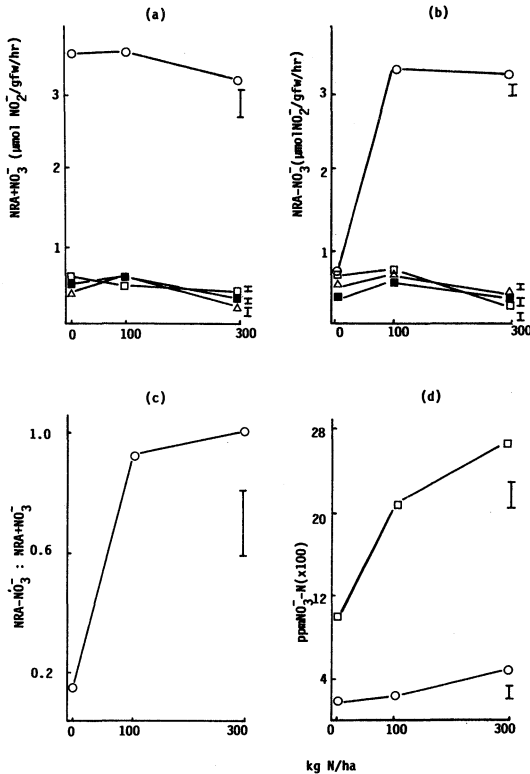 (a)
NRA+NO₃⁻ (μmol NO₂⁻/gfw/hr)
3
2
1
0
100
300
(b)
NRA-NO₃⁻(μmolNO₂⁻/gfw/hr)
3
2
1
0
100
300
(c)
NRA-NO₃⁻ : NRA+NO₃⁻
1.0
0.6
0.2
0
100
300
(d)
ppmNO₃⁻-N(x100)
28
20
12
4
0
100
300
kg N/ha